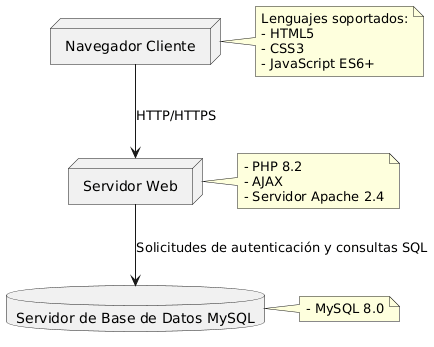 Navegador Cliente
Lenguajes soportados:
- HTML5
- CSS3
- JavaScript ES6+
HTTP/HTTPS
Servidor Web
- PHP 8.2
- AJAX
- Servidor Apache 2.4
Solicitudes de autenticación y consultas SQL
Servidor de Base de Datos MySQL
- MySQL 8.0